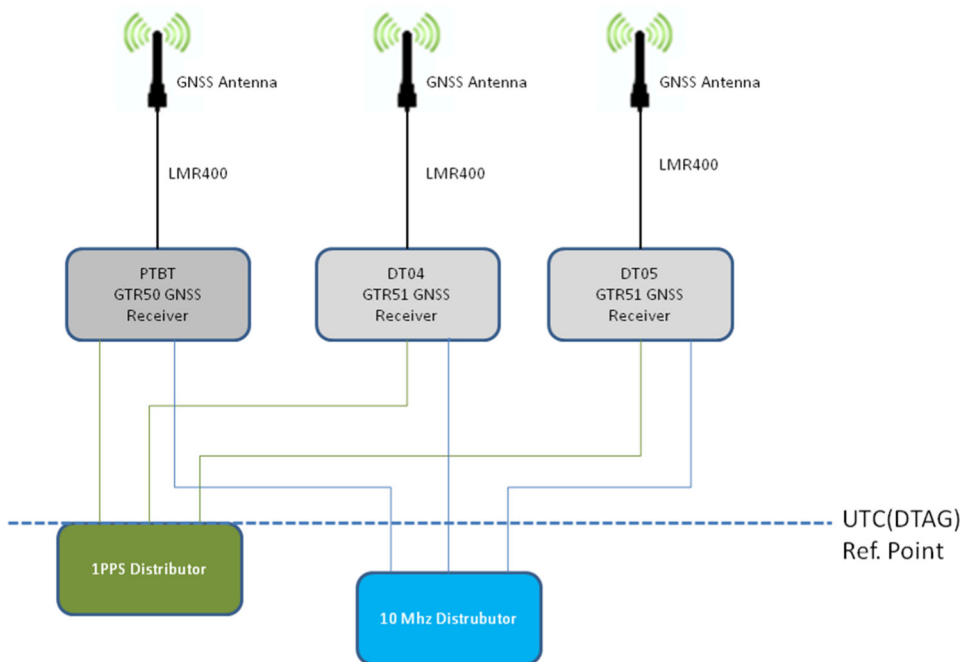 GNSS Antenna
GNSS Antenna
GNSS Antenna
LMR400
LMR400
LMR400
PTBT
GTR50 GNSS
Receiver
DT04
GTR51 GNSS
Receiver
DT05
GTR51 GNSS
Receiver
UTC(DTAG)
Ref. Point
1PPS Distributor
10 Mhz Distrubutor